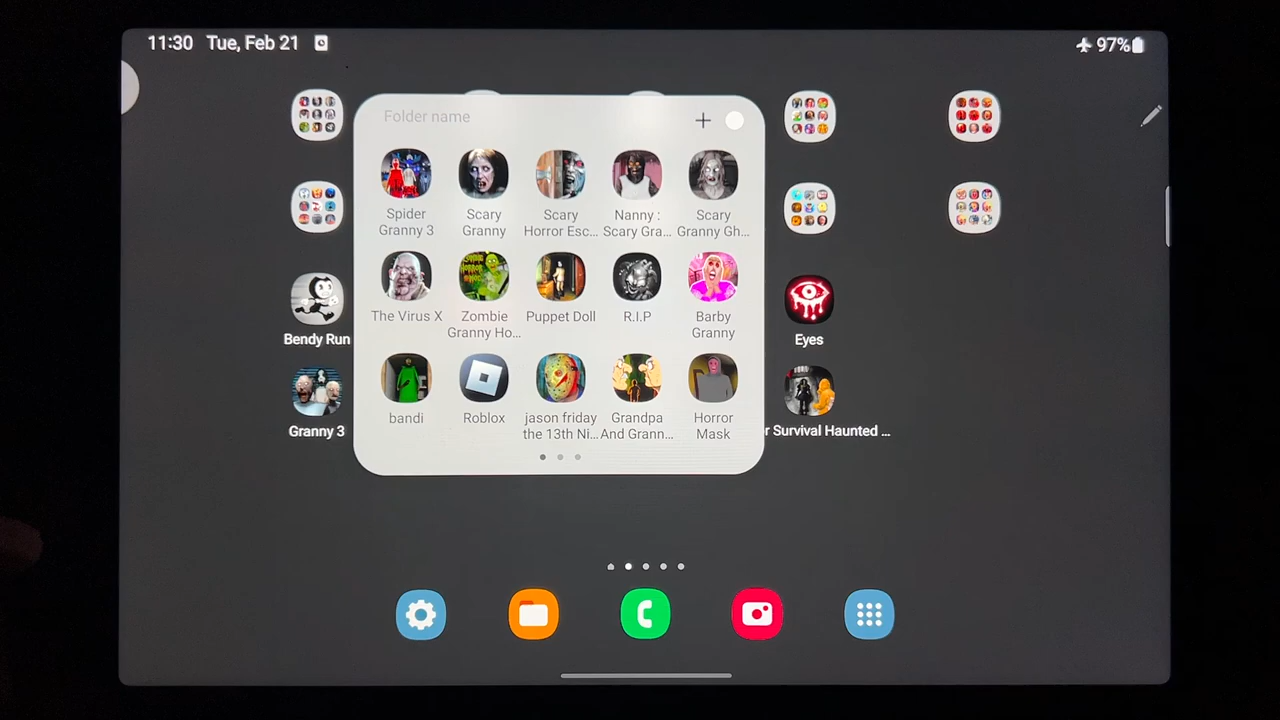 11:30 Tue, Feb 21
97%
Folder name
Spider
Granny 3
Scary
Granny
Scary
Horror Esc...
Nanny :
Scary Gra...
Scary
Granny Gh...
The Virus X
Zombie
Granny Ho...
Puppet Doll
R.I.P
Barby
Granny
bandi
Roblox
jason friday
the 13th Ni...
Grandpa
And Grann...
Horror
Mask
Bendy Run
Eyes
Granny 3
r Survival Haunted ...